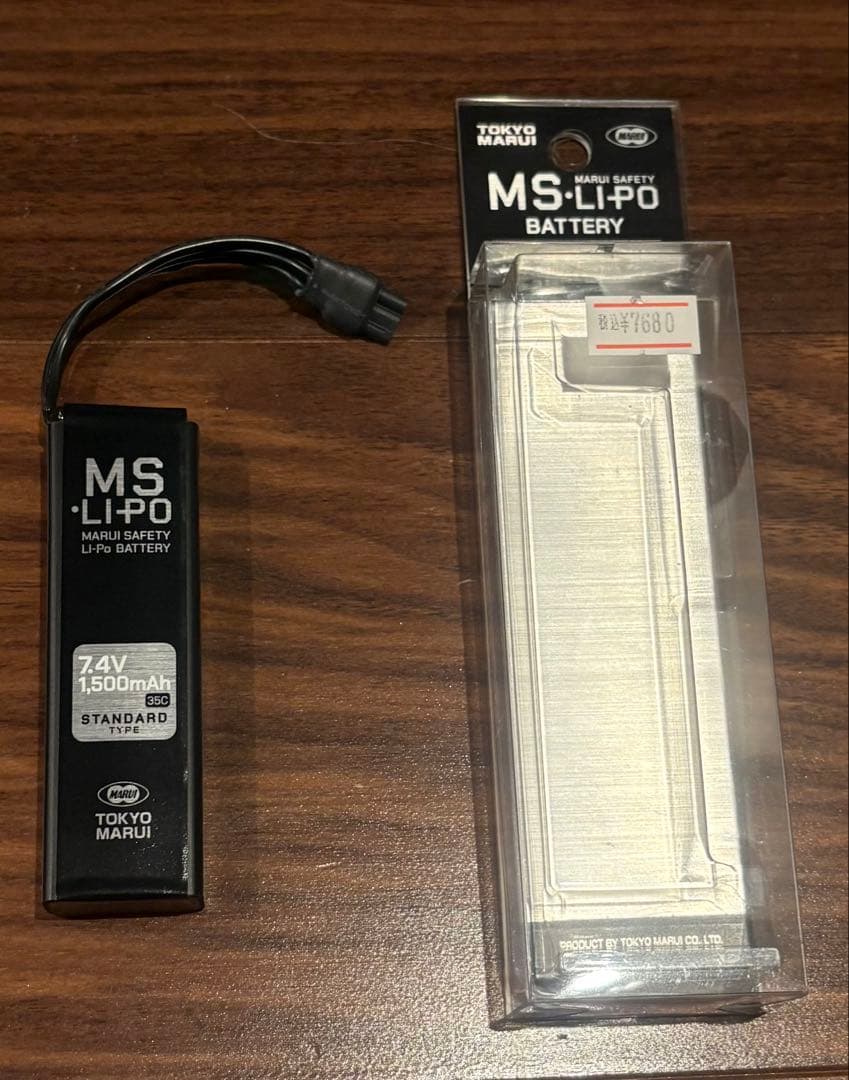 TOKYO
MARUI
MARUI
MARUI SAFETY
MS・LI-PO
BATTERY
税込¥7680
PRODUCT BY TOKYO MARUI CO. LTD.
MS
・LI-PO
MARUI SAFETY
LI-Po BATTERY
7.4V
1,500mAh
35C
STANDARD
TYPE
MARUI
TOKYO
MARUI